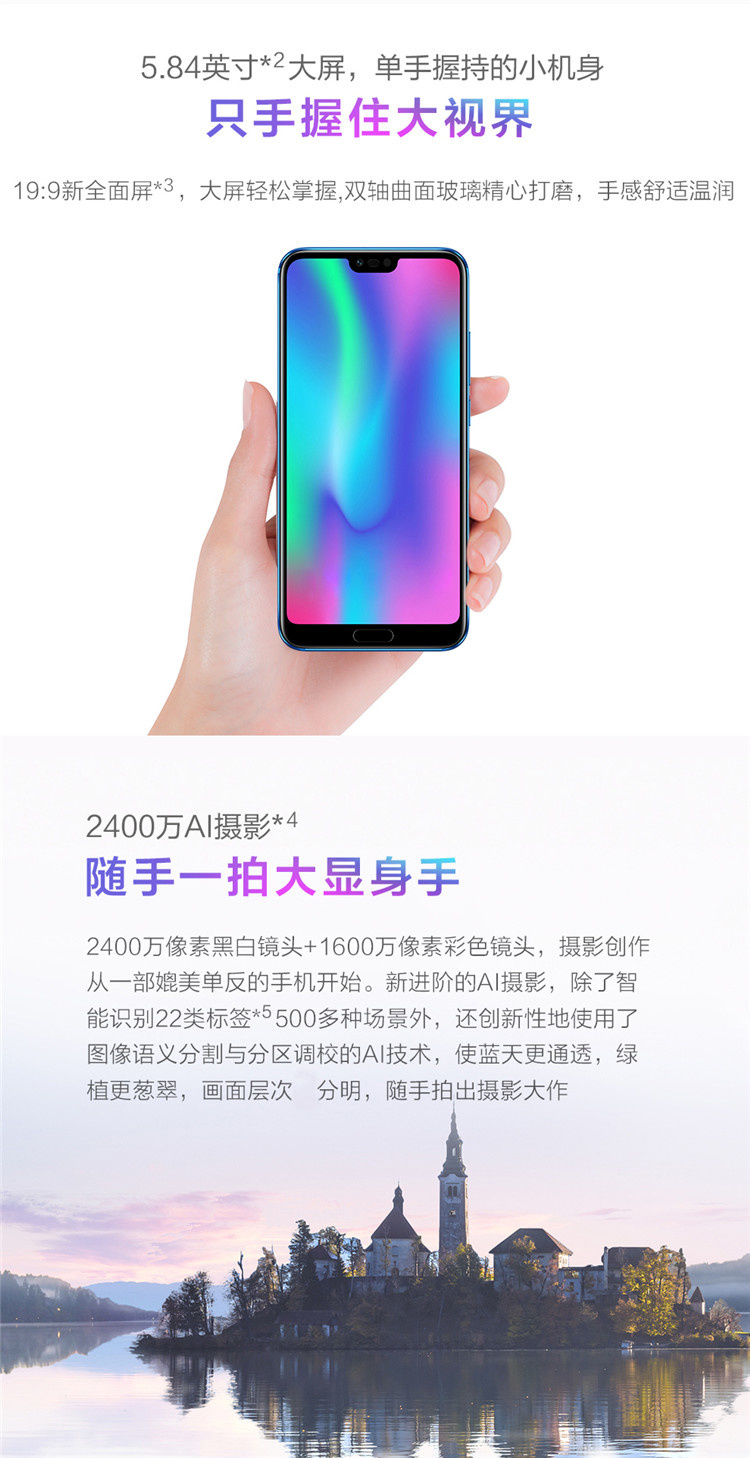 5.84英寸*2大屏，单手握持的小机身
只手握住大视界
19:9新全面屏*3，大屏轻松掌握,双轴曲面玻璃精心打磨，手感舒适温润
2400万AI摄影*4
随手一拍大显身手
2400万像素黑白镜头+1600万像素彩色镜头，摄影创作
从一部媲美单反的手机开始。新进阶的AI摄影，除了智
能识别22类标签*5500多种场景外，还创新性地使用了
图像语义分割与分区调校的AI技术，使蓝天更通透，绿
植更葱翠，画面层次 分明，随手拍出摄影大作